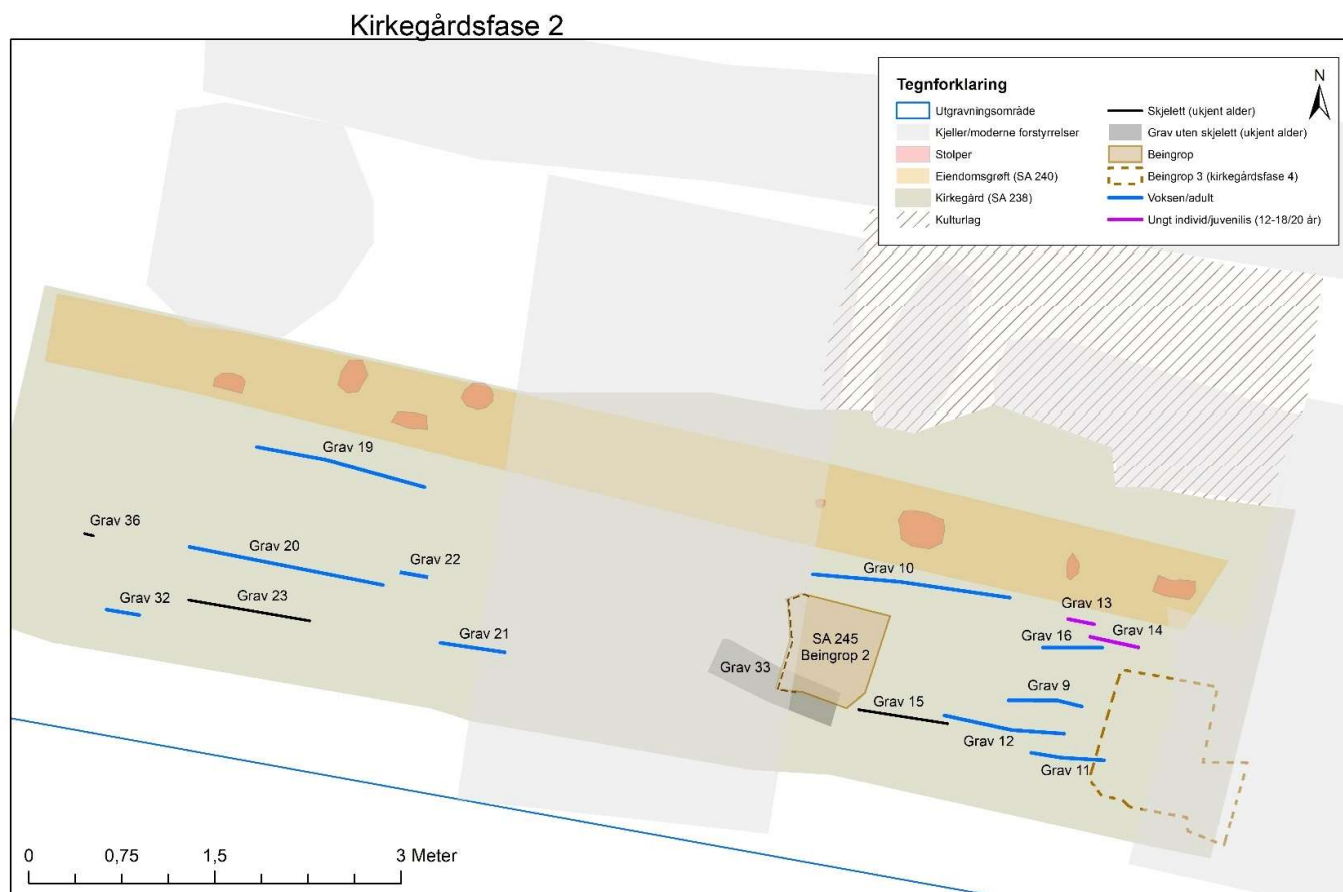 Kirkegårdsfase 2
Tegnforklaring
N
Utgravningsområde
Kjeller/moderne forstyrrelser
Stolper
Eiendomsgrøft (SA 240)
Kirkegård (SA 238)
Kulturlag
Skjelett (ukjent alder)
Grav uten skjelett (ukjent alder)
Beingrop
Beingrop 3 (kirkegårdsfase 4)
Voksen/adult
Ungt individ/juvenilis (12-18/20 år)
Grav 19
Grav 36
Grav 20
Grav 22
Grav 32
Grav 23
Grav 21
Grav 10
Grav 13
Grav 16
Grav 14
SA 245
Beingrop 2
Grav 33
Grav 15
Grav 9
Grav 12
Grav 11
0 0,75 1,5 3 Meter